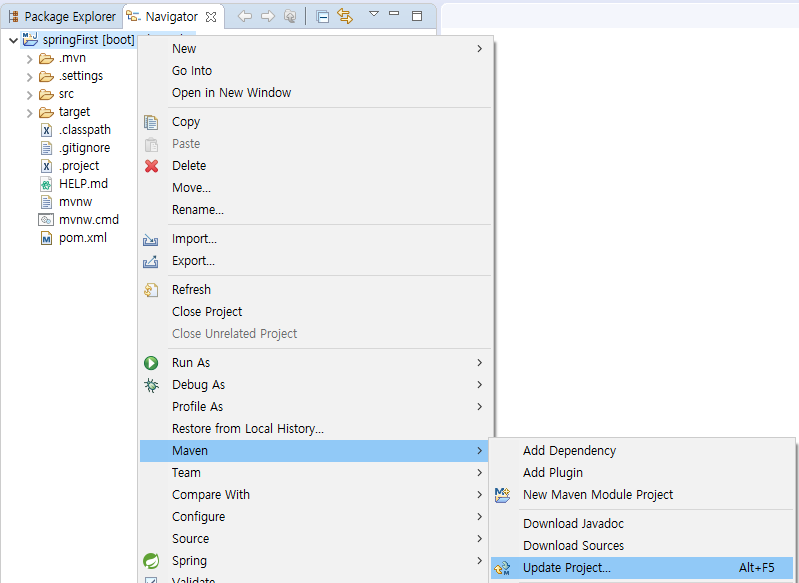 Package Explorer Navigator
springFirst [boot]
.mvn
.settings
src
target
.classpath
.gitignore
.project
HELP.md
mvnw
mvnw.cmd
pom.xml
New
Go Into
Open in New Window
Copy
Paste
Delete
Move...
Rename...
Import...
Export...
Refresh
Close Project
Close Unrelated Project
Run As
Debug As
Profile As
Restore from Local History...
Maven
Team
Compare With
Configure
Source
Spring
Validate
Add Dependency
Add Plugin
New Maven Module Project
Download Javadoc
Download Sources
Update Project... Alt+F5